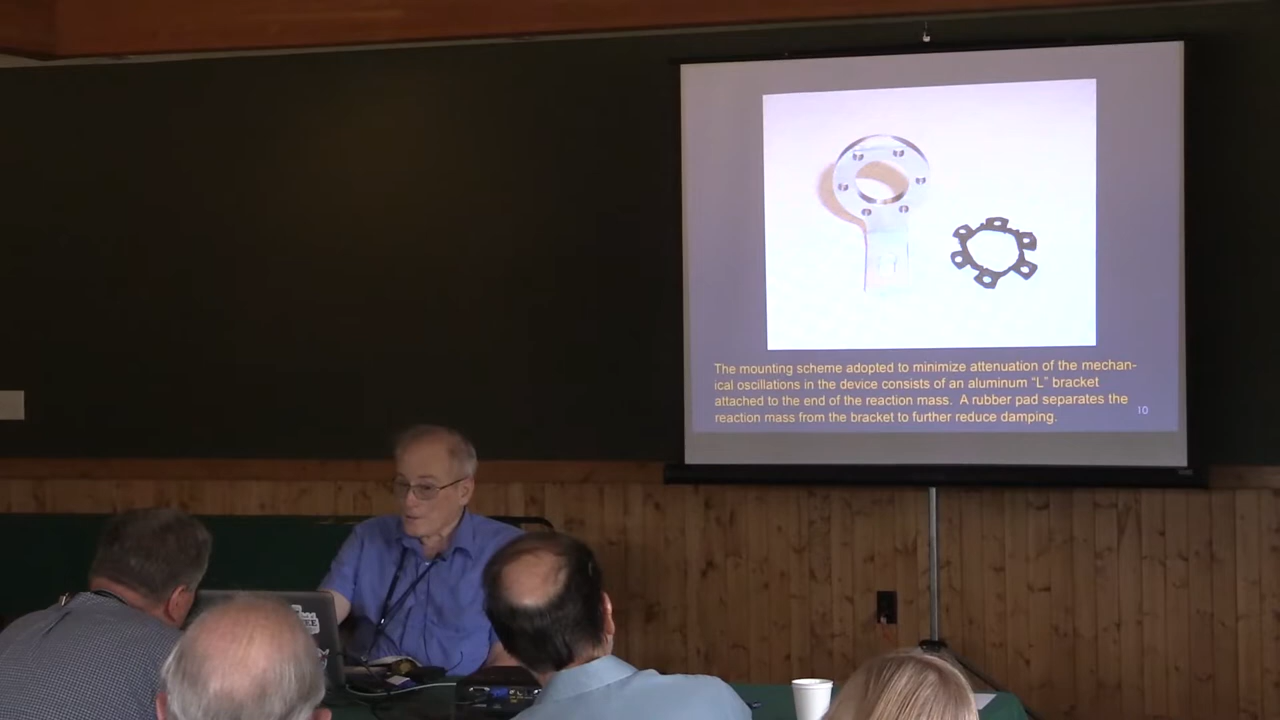 The mounting scheme adopted to minimize attenuation of the mechan-
ical oscillations in the device consists of an aluminum “L” bracket
attached to the end of the reaction mass. A rubber pad separates the
reaction mass from the bracket to further reduce damping.
10